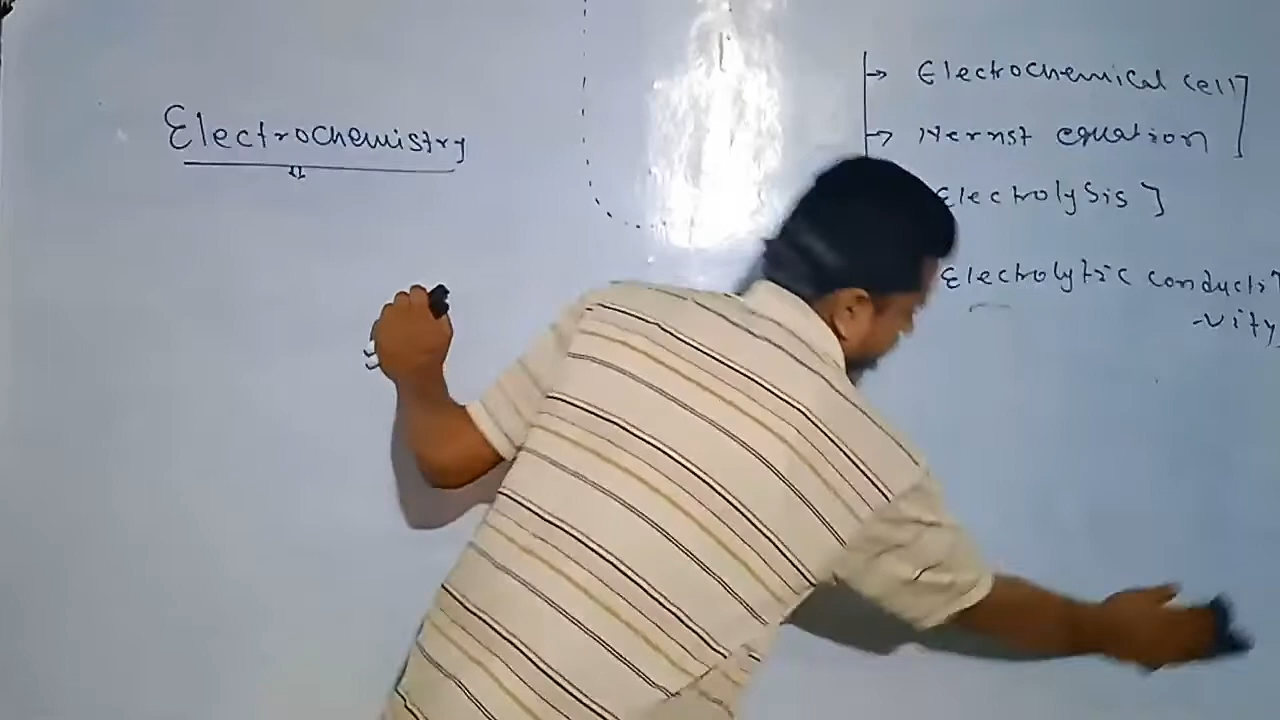 Electrochemistry
→ Electrochemical cell]
→ Nernst equation ]
Electrolysis ]
Electrolytic conducti
-vity